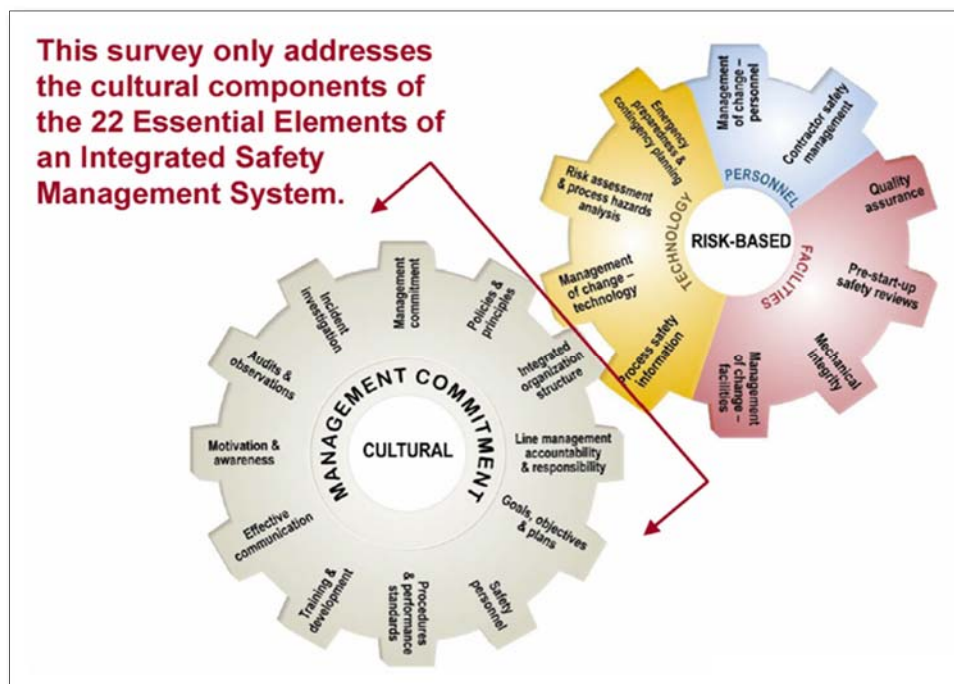 This survey only addresses
the cultural components of
the 22 Essential Elements of
an Integrated Safety
Management System.
Emergency
preparedness &
contingency planning
Management
of change –
personnel
Contractor safety
management
Risk assessment
& process hazards
analysis
PERSONNEL
Quality
assurance
TECHNOLOGY
RISK-BASED
FACILITIES
Management
of change –
technology
Pre-start-up
safety reviews
Process safety
information
Management
of change –
facilities
Mechanical
integrity
Incident
investigation
Management
commitment
Policies &
principles
Audits &
observations
Integrated
organization
structure
MANAGEMENT COMMITMENT
CULTURAL
Motivation &
awareness
Line management
accountability
& responsibility
Effective
communication
Goals, objectives
& plans
Training &
development
Procedures
& performance
standards
Safety
personnel